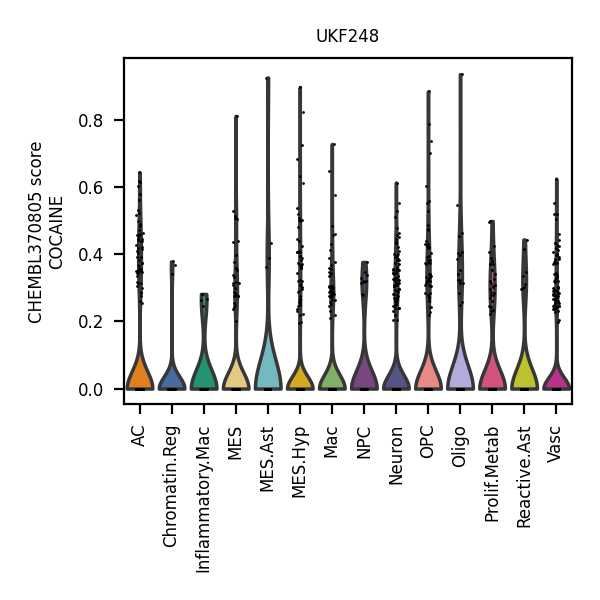 UKF248
CHEMBL370805 score
COCAINE
0.8
0.6
0.4
0.2
0.0
AC
Chromatin.Reg
Inflammatory.Mac
MES
MES.Ast
MES.Hyp
Mac
NPC
Neuron
OPC
Oligo
Prolif.Metab
Reactive.Ast
Vasc